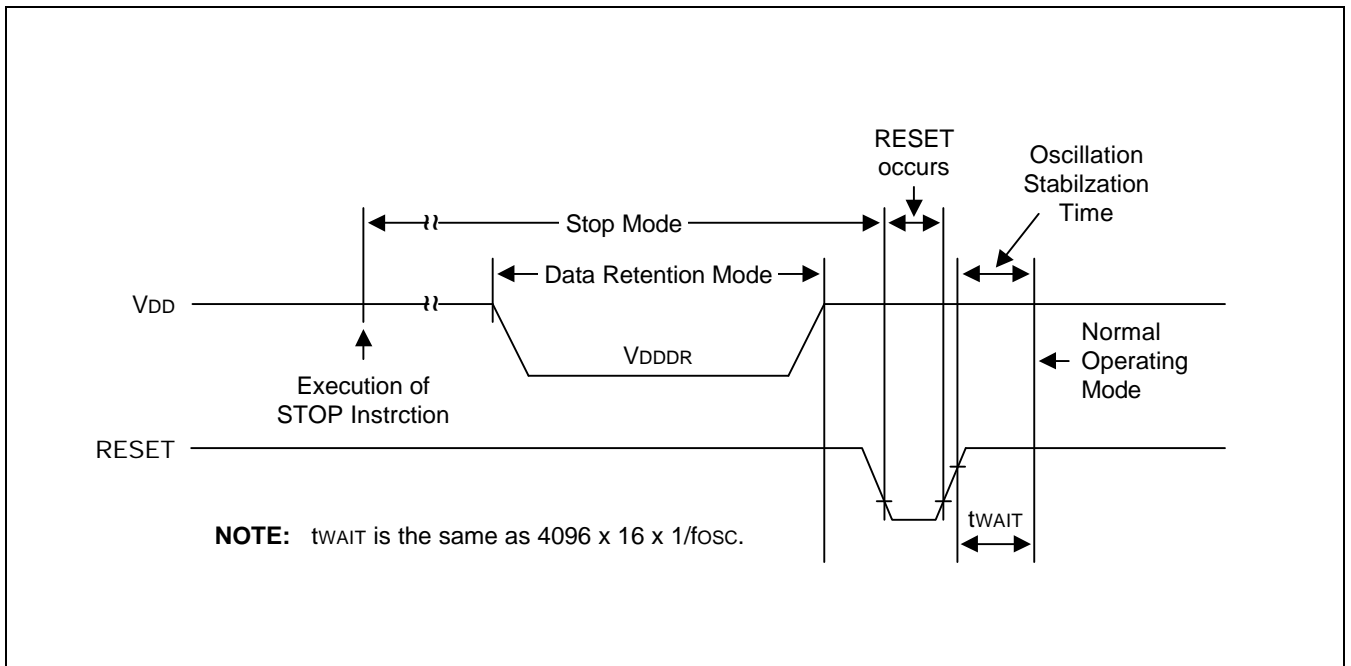 RESET
occurs
Oscillation
Stabilzation
Time
Stop Mode
Data Retention Mode
VDD
VDDDR
Normal
Operating
Mode
Execution of
STOP Instrction
RESET
tWAIT
NOTE: tWAIT is the same as 4096 x 16 x 1/fOSC.